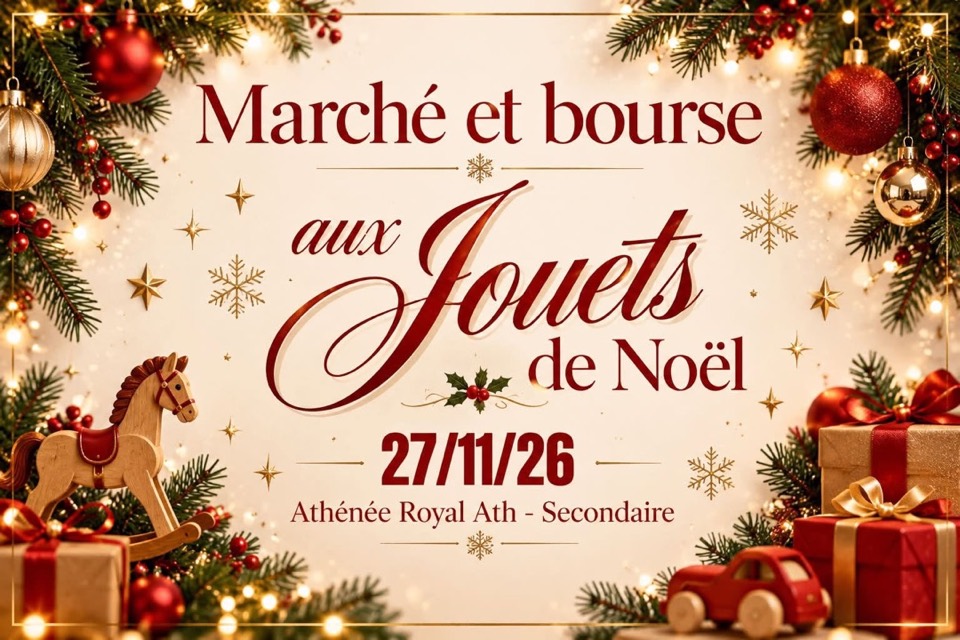 Marché et bourse
aux Jouets
de Noël
27/11/26
Athénée Royal Ath - Secondaire